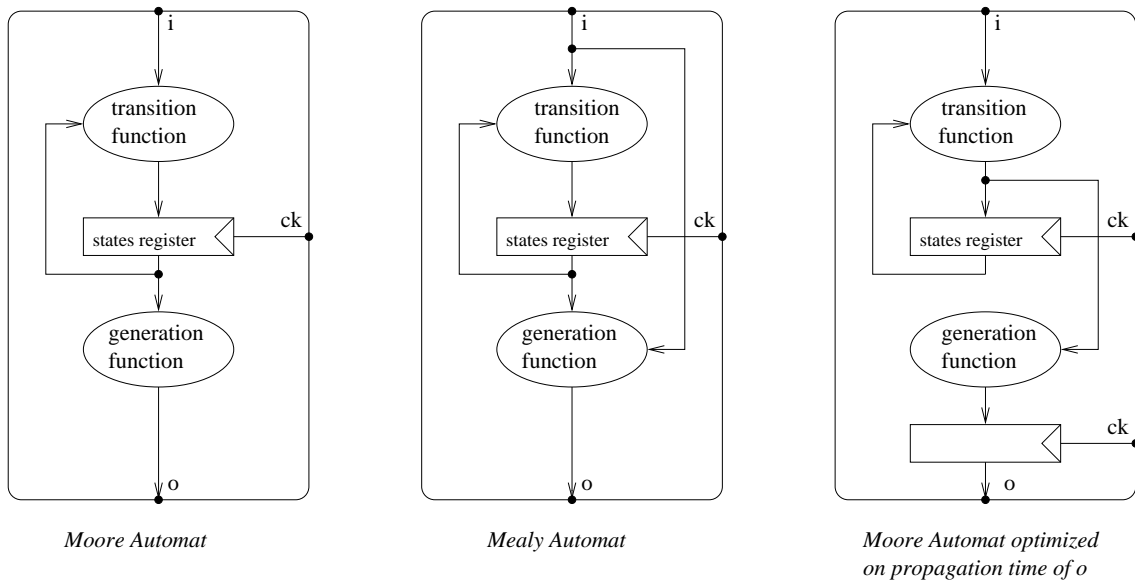 i
transition
function
ck
states register
generation
function
o
Moore Automat
i
transition
function
ck
states register
generation
function
o
Mealy Automat
i
transition
function
ck
states register
generation
function
ck
o
Moore Automat optimized
on propagation time of o